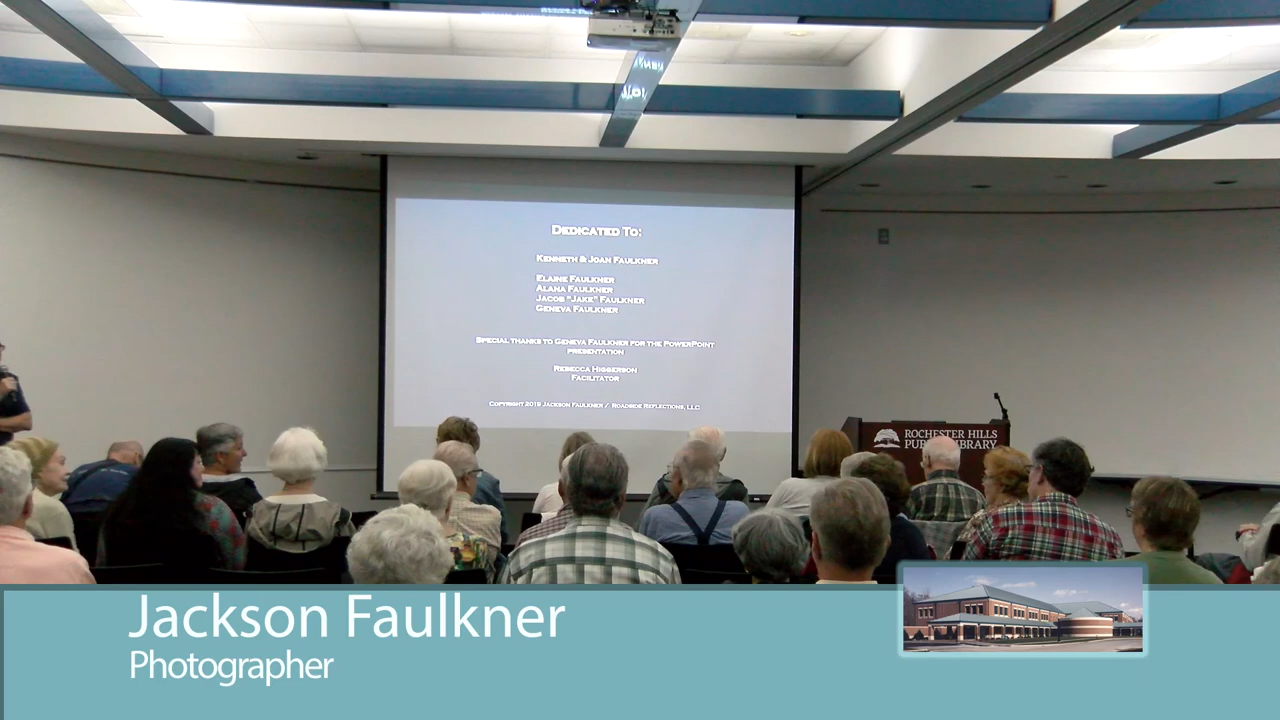 DEDICATED TO:
KENNETH & JOAN FAULKNER
ELAINE FAULKNER
ALANA FAULKNER
JACOB "JAKE" FAULKNER
GENEVA FAULKNER
SPECIAL THANKS TO GENEVA FAULKNER FOR THE POWERPOINT
PRESENTATION
REBECCA HIGGERSON
FACILITATOR
COPYRIGHT 2019 JACKSON FAULKNER / ROADSIDE REFLECTIONS, LLC
ROCHESTER HILLS
PUBLIC LIBRARY
Jackson Faulkner
Photographer